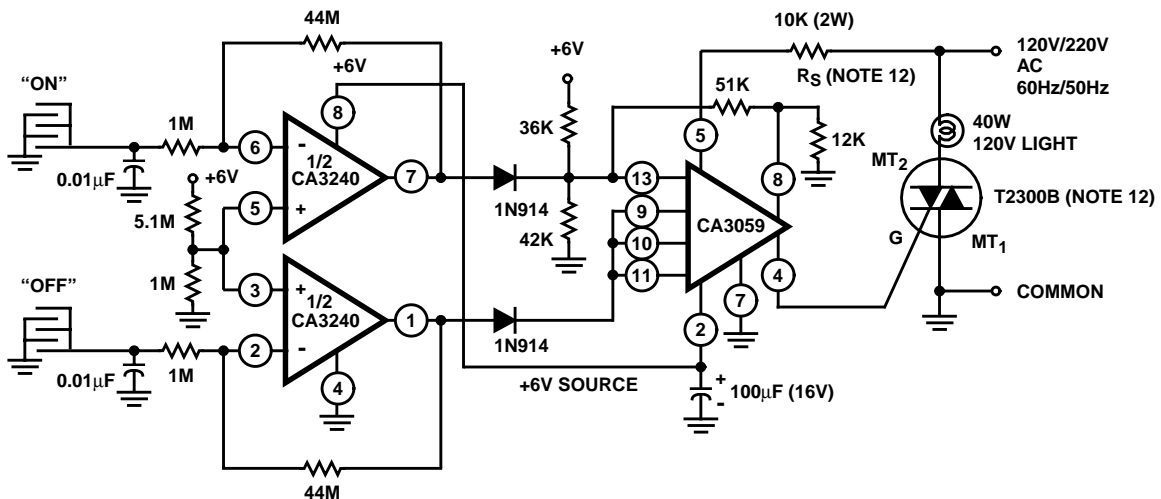 44M
+6V
"ON"
1M
0.01μF
+6V
5.1M
1M
"OFF"
0.01μF
1M
44M
6
5
8
-
+
1/2
CA3240
7
3
2
+
-
1/2
CA3240
1
4
1N914
1N914
+6V
36K
42K
+6V SOURCE
13
9
10
11
5
CA3059
8
4
7
2
51K
12K
10K (2W)
RS (NOTE 12)
+
-
100μF (16V)
120V/220V
AC
60Hz/50Hz
40W
120V LIGHT
MT2
T2300B (NOTE 12)
G
MT1
COMMON